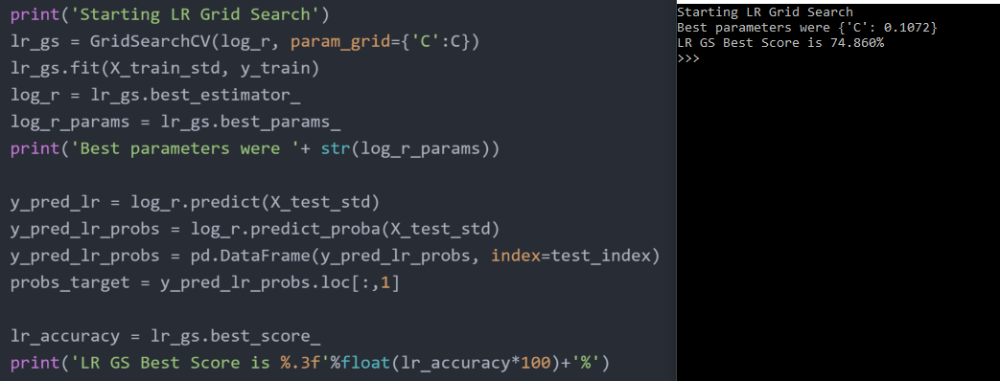 print('Starting LR Grid Search')
lr_gs = GridSearchCV(log_r, param_grid={'C':C})
lr_gs.fit(X_train_std, y_train)
log_r = lr_gs.best_estimator_
log_r_params = lr_gs.best_params_
print('Best parameters were '+ str(log_r_params))
y_pred_lr = log_r.predict(X_test_std)
y_pred_lr_probs = log_r.predict_proba(X_test_std)
y_pred_lr_probs = pd.DataFrame(y_pred_lr_probs, index=test_index)
probs_target = y_pred_lr_probs.loc[:,1]
lr_accuracy = lr_gs.best_score_
print('LR GS Best Score is %.3f'%float(lr_accuracy*100)+'%')
Starting LR Grid Search
Best parameters were {'C': 0.1072}
LR GS Best Score is 74.860%
>>>